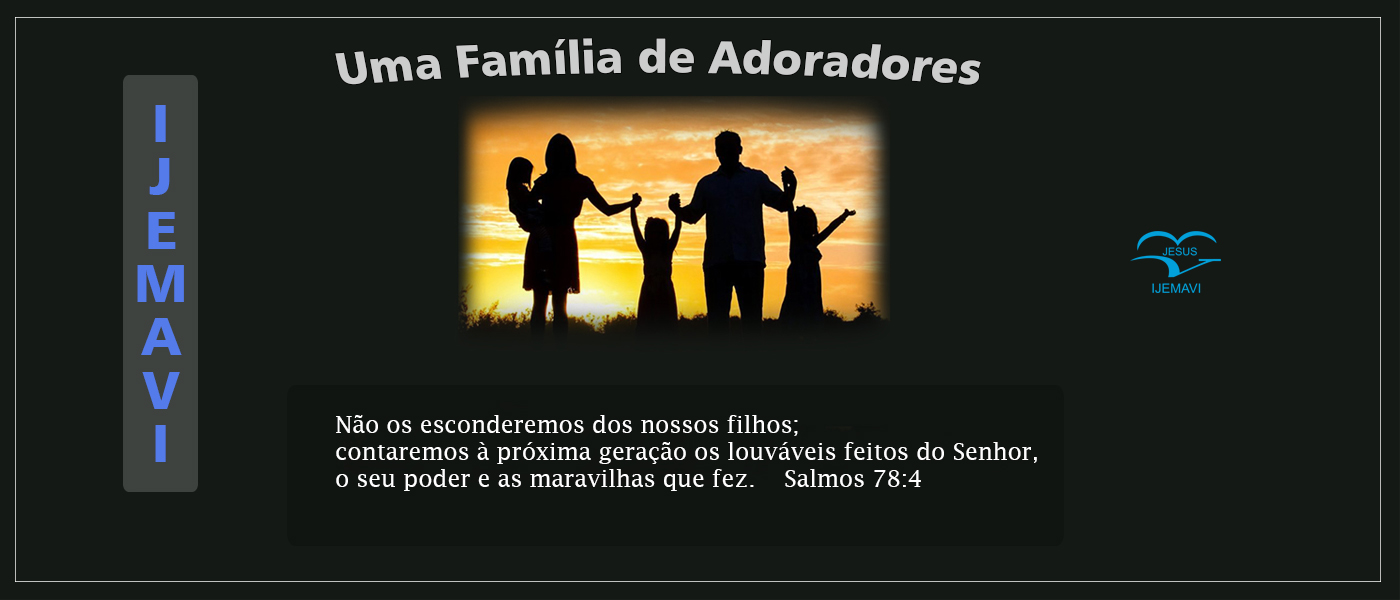 Uma Família de Adoradores
IJEMAVI
JESUS
IJEMAVI
Não os esconderemos dos nossos filhos;
contaremos à próxima geração os louváveis feitos do Senhor,
o seu poder e as maravilhas que fez. Salmos 78:4